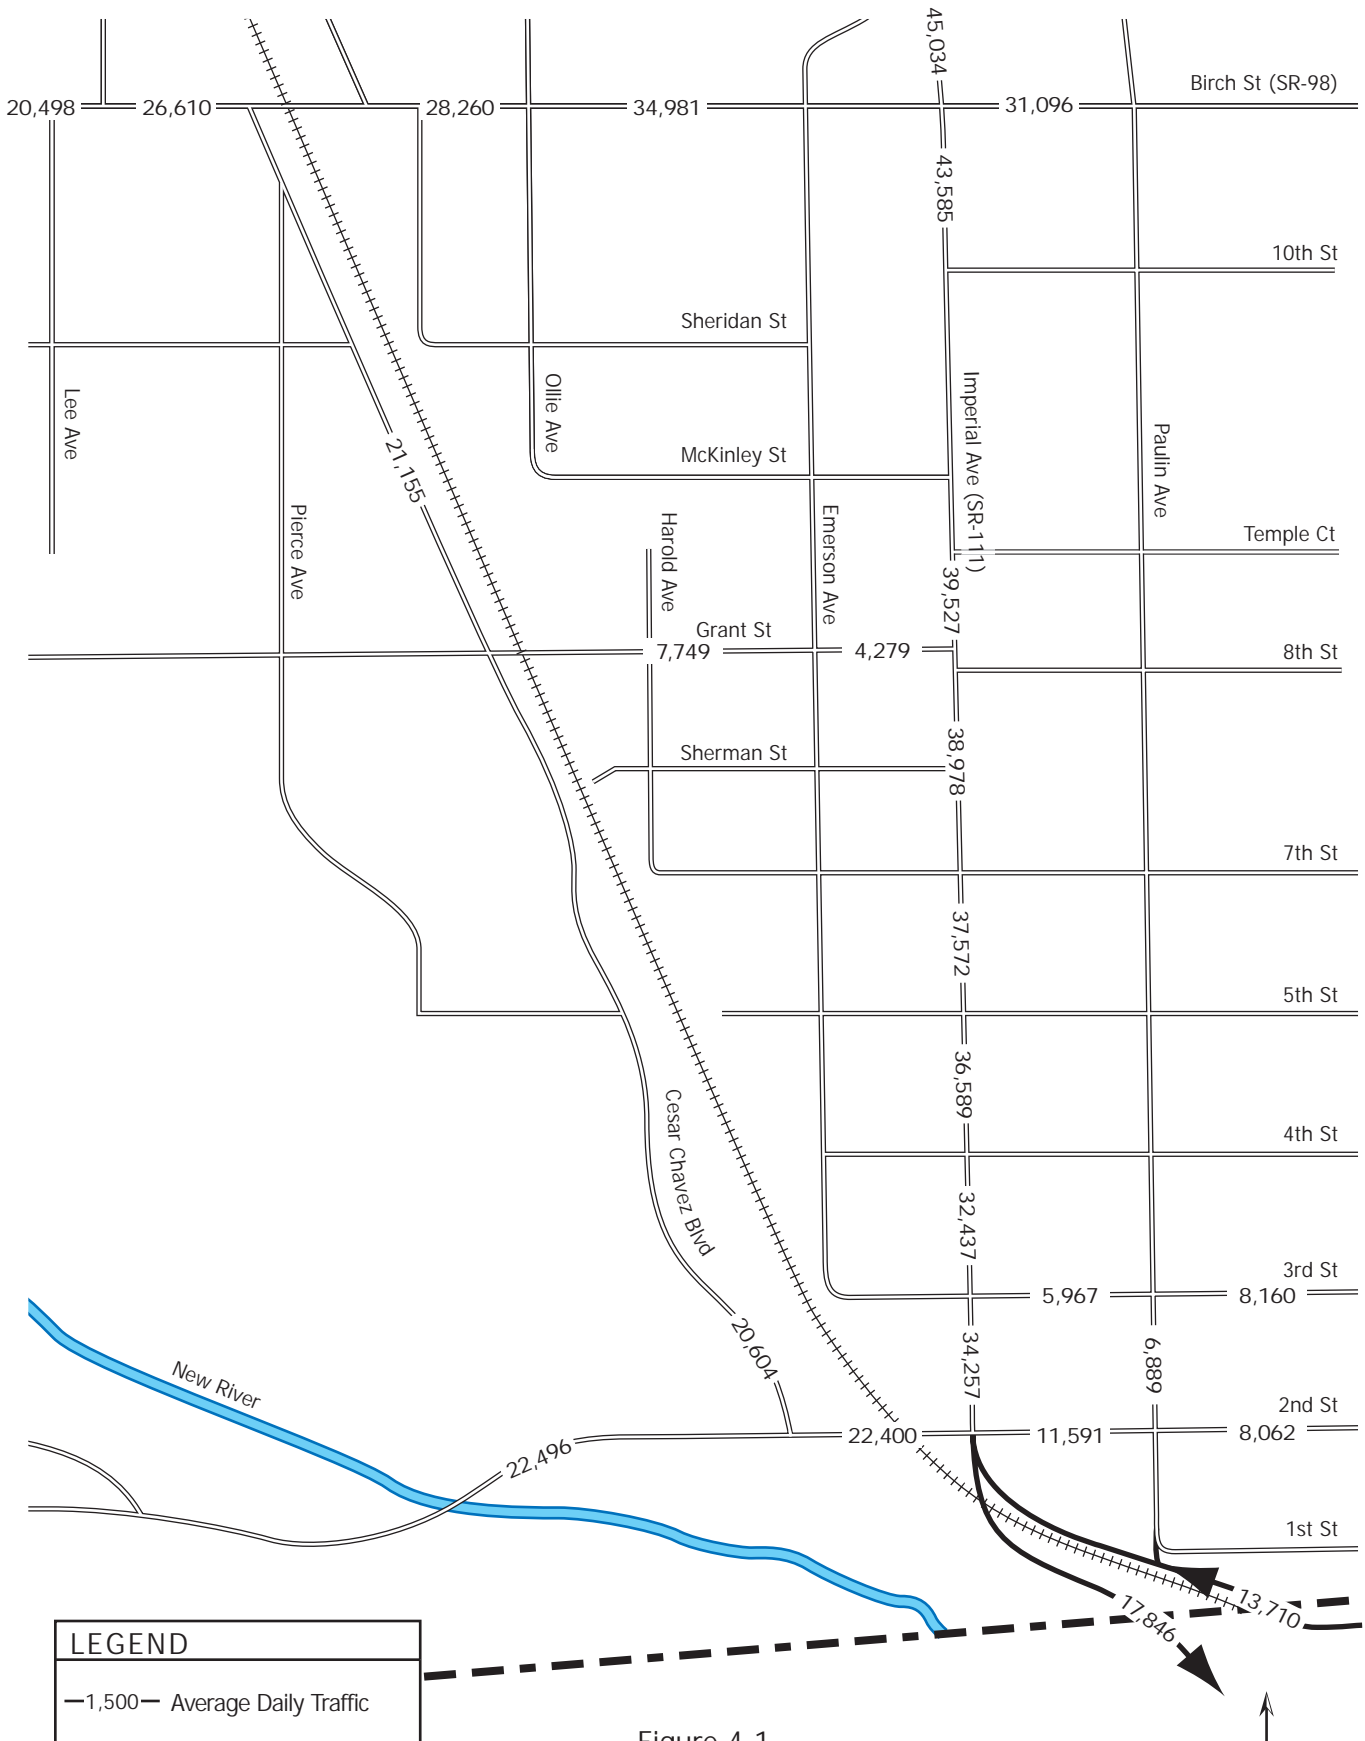 45,034
Birch St (SR-98)
20,498
26,610
28,260
34,981
31,096
43,585
10th St
Sheridan St
Lee Ave
Ollie Ave
Imperial Ave (SR-111)
Paulin Ave
21,155
McKinley St
Pierce Ave
Harold Ave
Emerson Ave
Temple Ct
39,527
Grant St
7,749
4,279
8th St
38,978
Sherman St
7th St
37,572
5th St
36,589
Cesar Chavez Blvd
4th St
32,437
3rd St
5,967
8,160
20,604
34,257
6,889
New River
2nd St
22,496
22,400
11,591
8,062
1st St
17,846
13,710
LEGEND
1,500 Average Daily Traffic
Figure 4-1